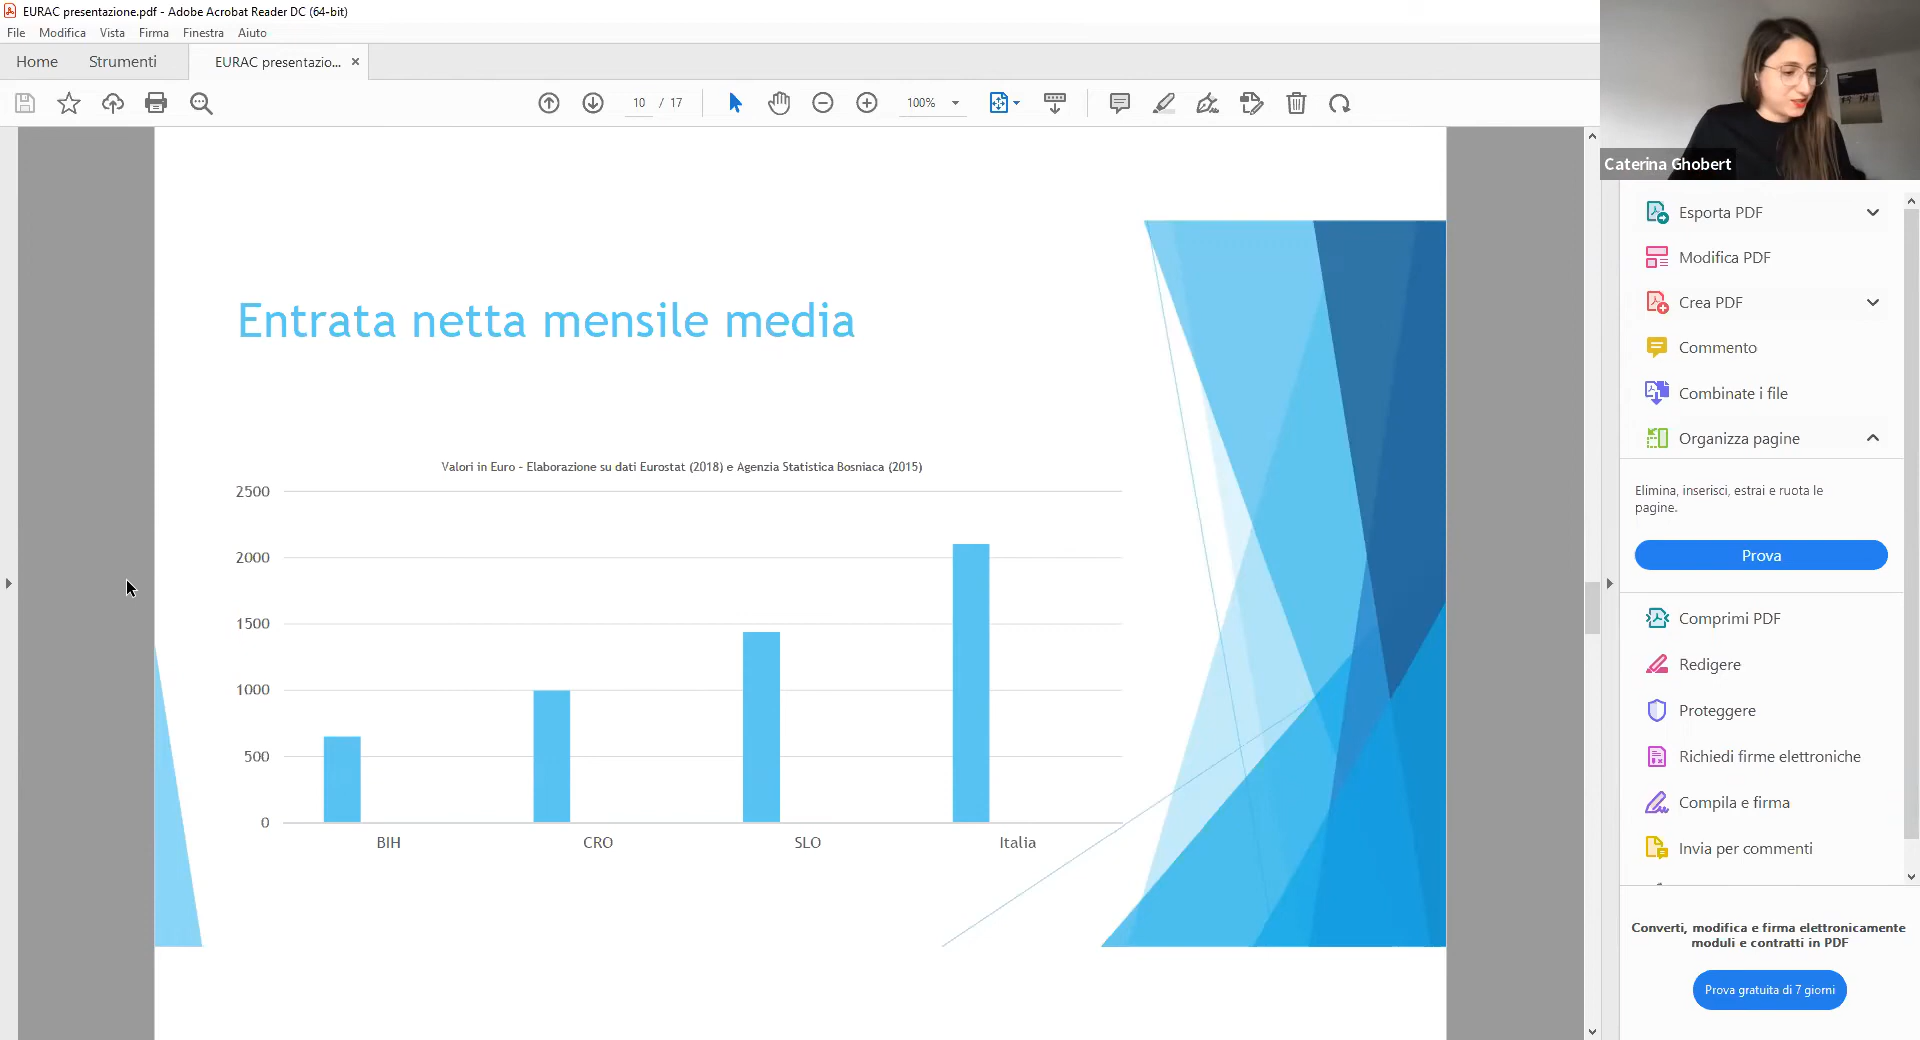 EURAC presentazione.pdf - Adobe Acrobat Reader DC (64-bit)
File Modifica Vista Firma Finestra Aiuto
Home Strumenti EURAC presentazio... ×
10 / 17 100%
Caterina Ghobert
Entrata netta mensile media
Valori in Euro - Elaborazione su dati Eurostat (2018) e Agenzia Statistica Bosniaca (2015)
2500
2000
1500
1000
500
0
BIH CRO SLO Italia
Esporta PDF
Modifica PDF
Crea PDF
Commento
Combinate i file
Organizza pagine
Elimina, inserisci, estrai e ruota le
pagine.
Prova
Comprimi PDF
Redigere
Proteggere
Richiedi firme elettroniche
Compila e firma
Invia per commenti
Converti, modifica e firma elettronicamente
moduli e contratti in PDF
Prova gratuita di 7 giorni